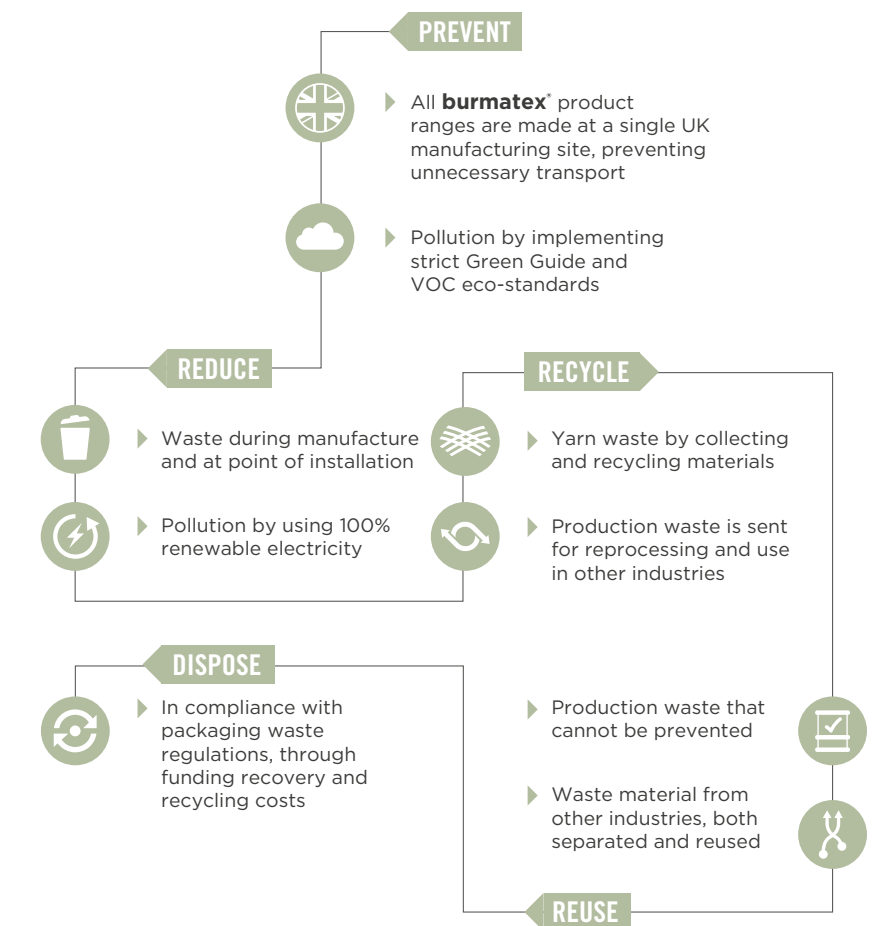 PREVENT
All burmatex® product
ranges are made at a single UK
manufacturing site, preventing
unnecessary transport
Pollution by implementing
strict Green Guide and
VOC eco-standards
REDUCE
Waste during manufacture
and at point of installation
Pollution by using 100%
renewable electricity
RECYCLE
Yarn waste by collecting
and recycling materials
Production waste is sent
for reprocessing and use
in other industries
Production waste that
cannot be prevented
Waste material from
other industries, both
separated and reused
REUSE
DISPOSE
In compliance with
packaging waste
regulations, through
funding recovery and
recycling costs